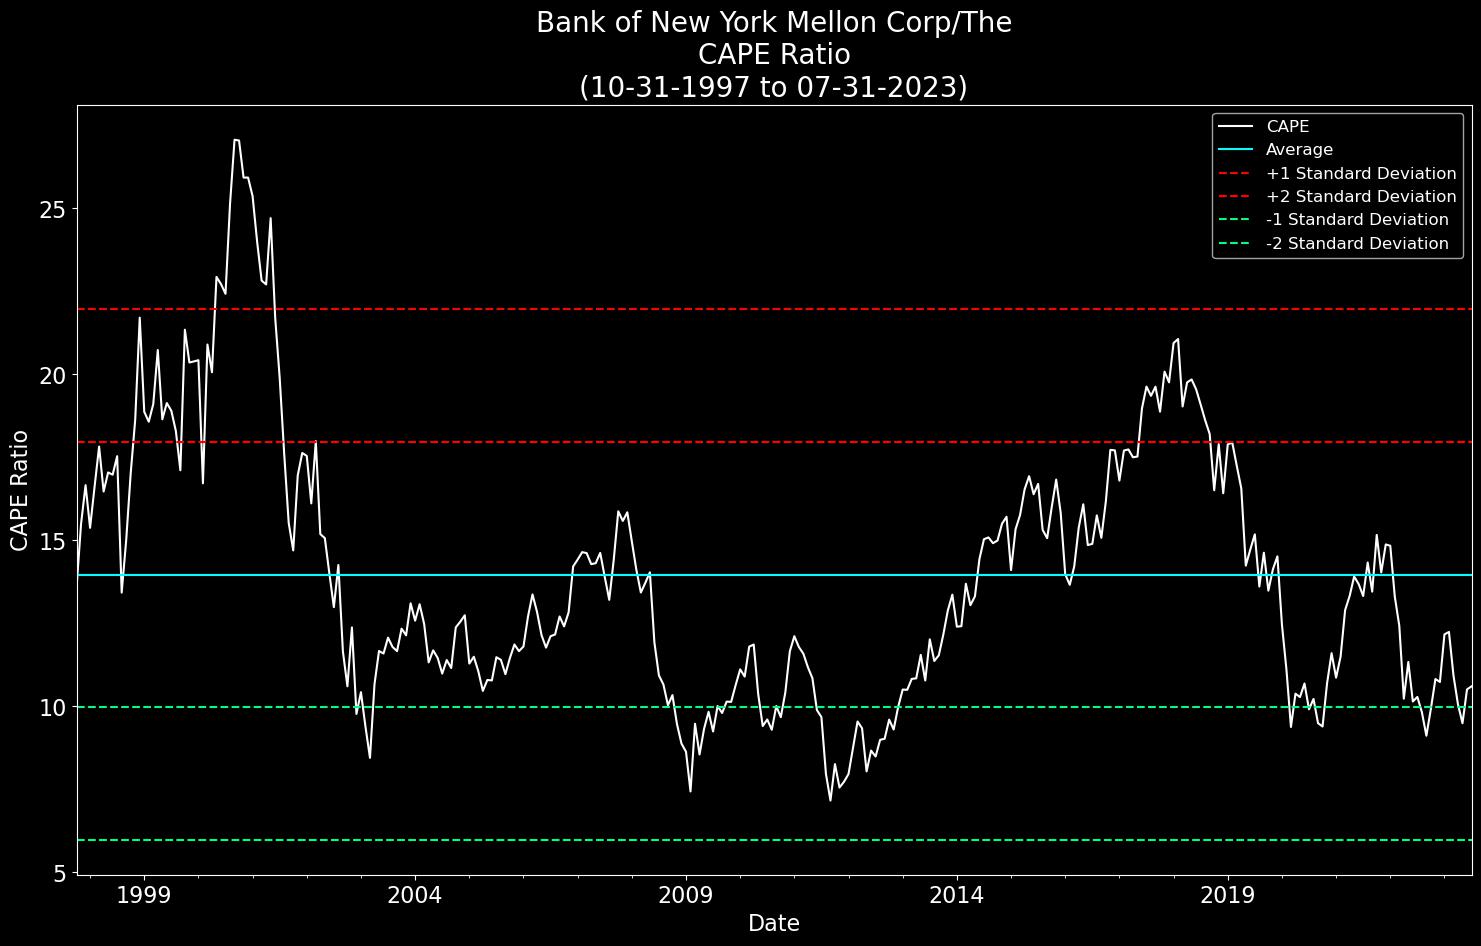 Bank of New York Mellon Corp/The
CAPE Ratio
(10-31-1997 to 07-31-2023)
CAPE
Average
+1 Standard Deviation
+2 Standard Deviation
-1 Standard Deviation
-2 Standard Deviation
CAPE Ratio
25
20
15
10
5
1999 2004 2009 2014 2019
Date